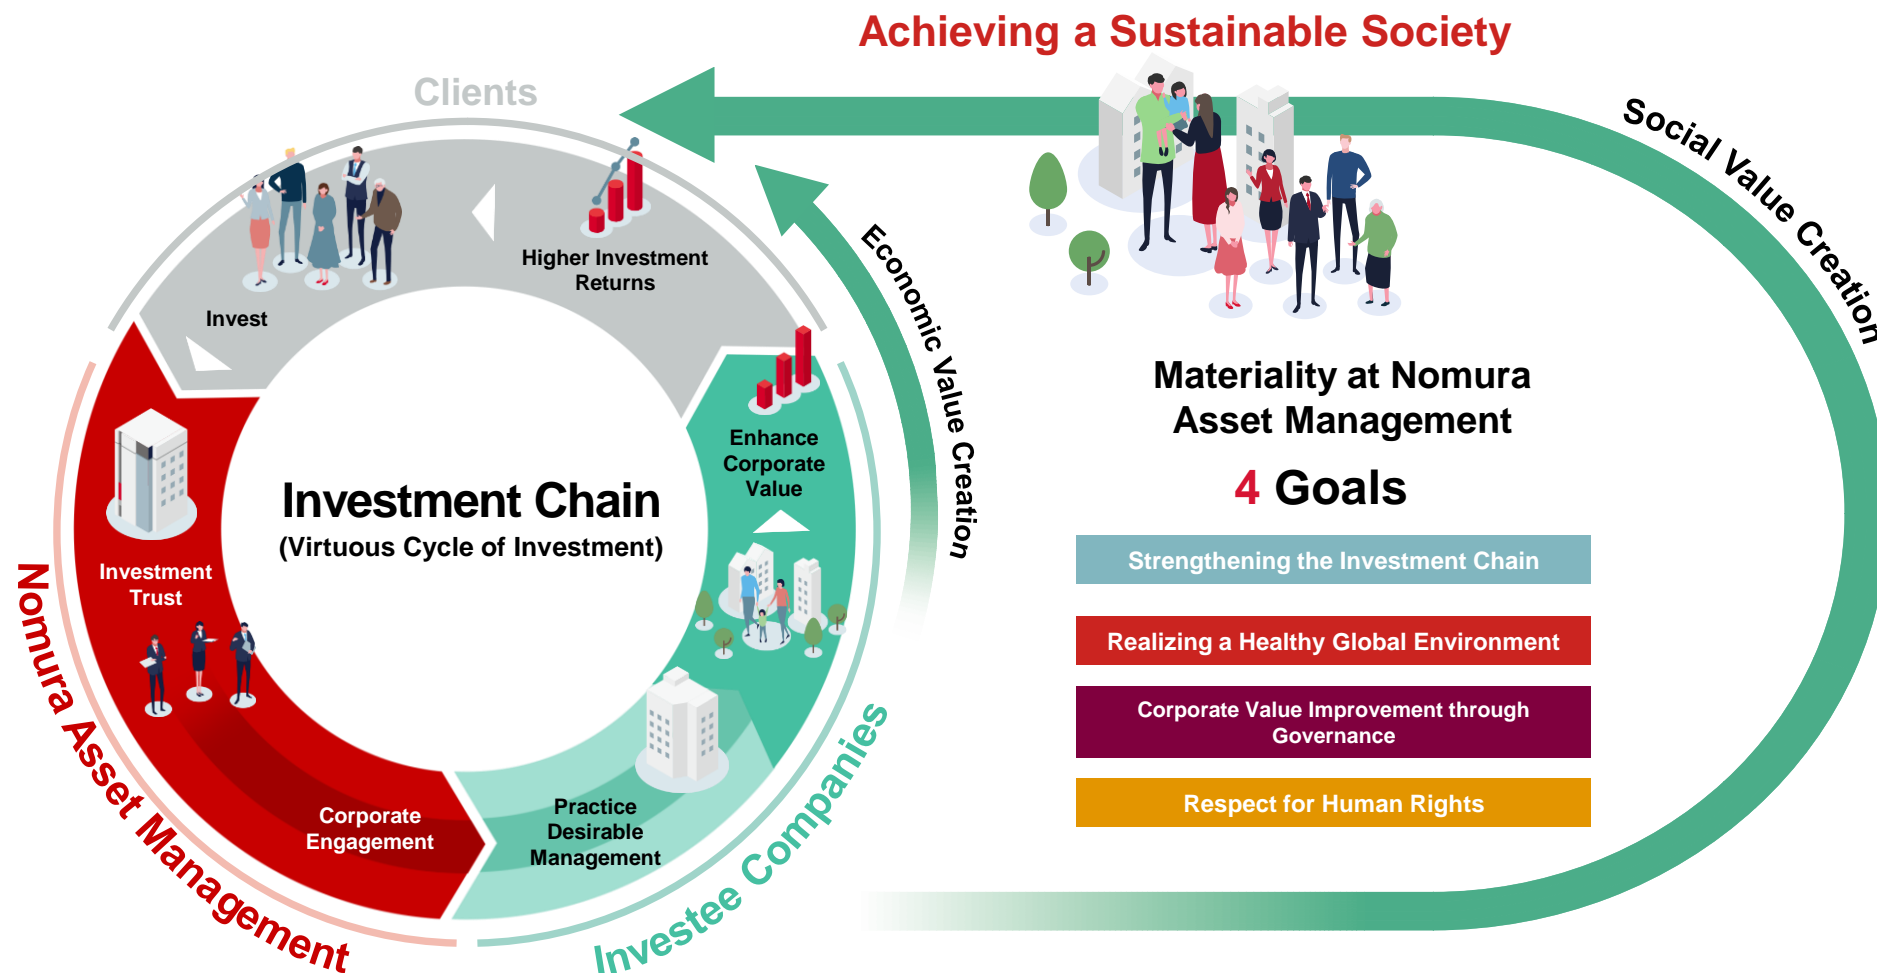 Achieving a Sustainable Society
Clients
Social Value Creation
Higher Investment
Returns
Invest
Economic Value Creation
Enhance
Corporate
Value
Investment Chain
(Virtuous Cycle of Investment)
Investment
Trust
Nomura Asset Management
Corporate
Engagement
Practice
Desirable
Management
Investee Companies
Materiality at Nomura
Asset Management
4 Goals
Strengthening the Investment Chain
Realizing a Healthy Global Environment
Corporate Value Improvement through
Governance
Respect for Human Rights